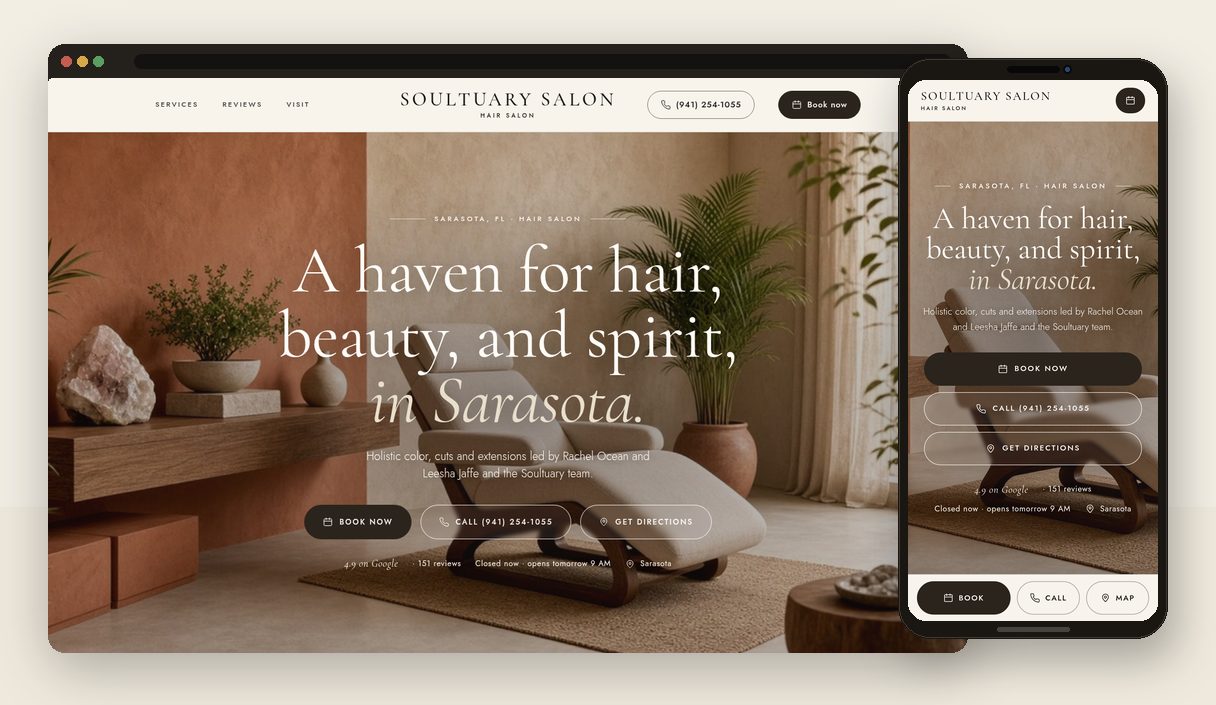 SERVICES REVIEWS VISIT
SOULTUARY SALON
HAIR SALON
(941) 254-1055
Book now
SARASOTA, FL · HAIR SALON
A haven for hair,
beauty, and spirit,
in Sarasota.
Holistic color, cuts and extensions led by Rachel Ocean and
Leesha Jaffe and the Soultuary team.
BOOK NOW
CALL (941) 254-1055
GET DIRECTIONS
4.9 on Google · 151 reviews Closed now · opens tomorrow 9 AM Sarasota
SOULTUARY SALON
HAIR SALON
SARASOTA, FL · HAIR SALON
A haven for hair,
beauty, and spirit,
in Sarasota.
Holistic color, cuts and extensions led by Rachel Ocean
and Leesha Jaffe and the Soultuary team.
BOOK NOW
CALL (941) 254-1055
GET DIRECTIONS
4.9 on Google · 151 reviews
Closed now · opens tomorrow 9 AM Sarasota
BOOK CALL MAP